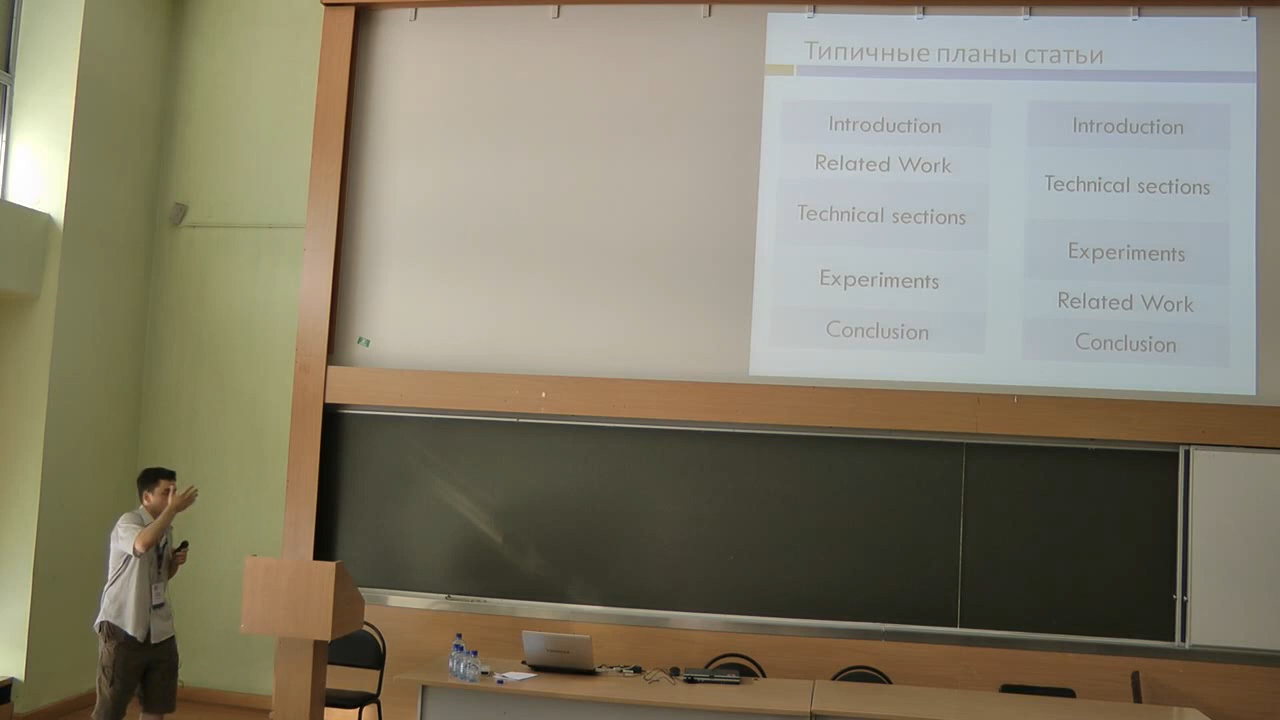 Типичные планы статьи
Introduction
Related Work
Technical sections
Experiments
Conclusion
Introduction
Technical sections
Experiments
Related Work
Conclusion